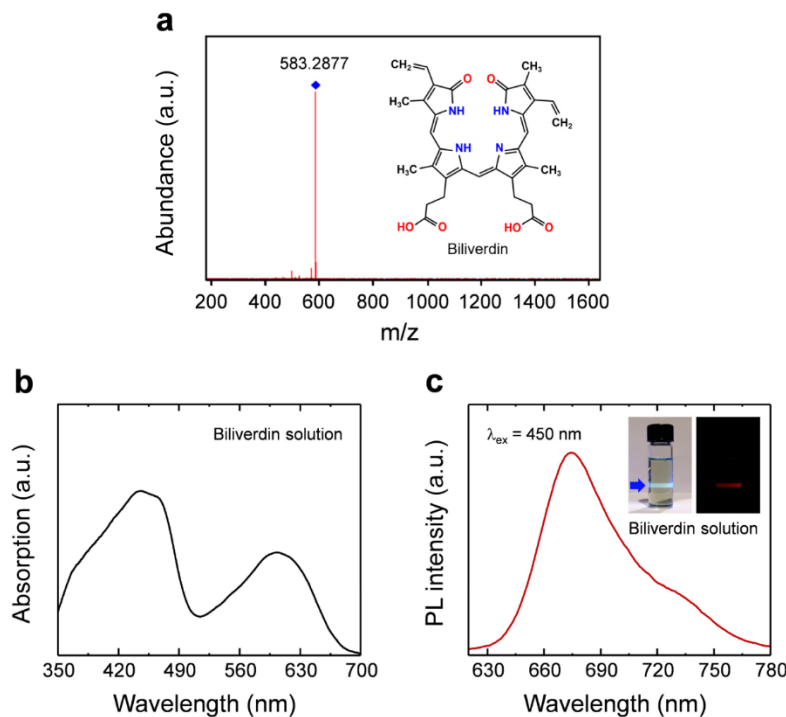 a
583.2877
Abundance (a.u.)
CH₂
O
O
CH₃
H₃C
NH
HN
CH₂
NH
N
H₃C
CH₃
HO
O
HO
O
Biliverdin
200 400 600 800 1000 1200 1400 1600
m/z
b
Biliverdin solution
Absorption (a.u.)
350 420 490 560 630 700
Wavelength (nm)
c
λex = 450 nm
PL intensity (a.u.)
Biliverdin solution
630 660 690 720 750 780
Wavelength (nm)